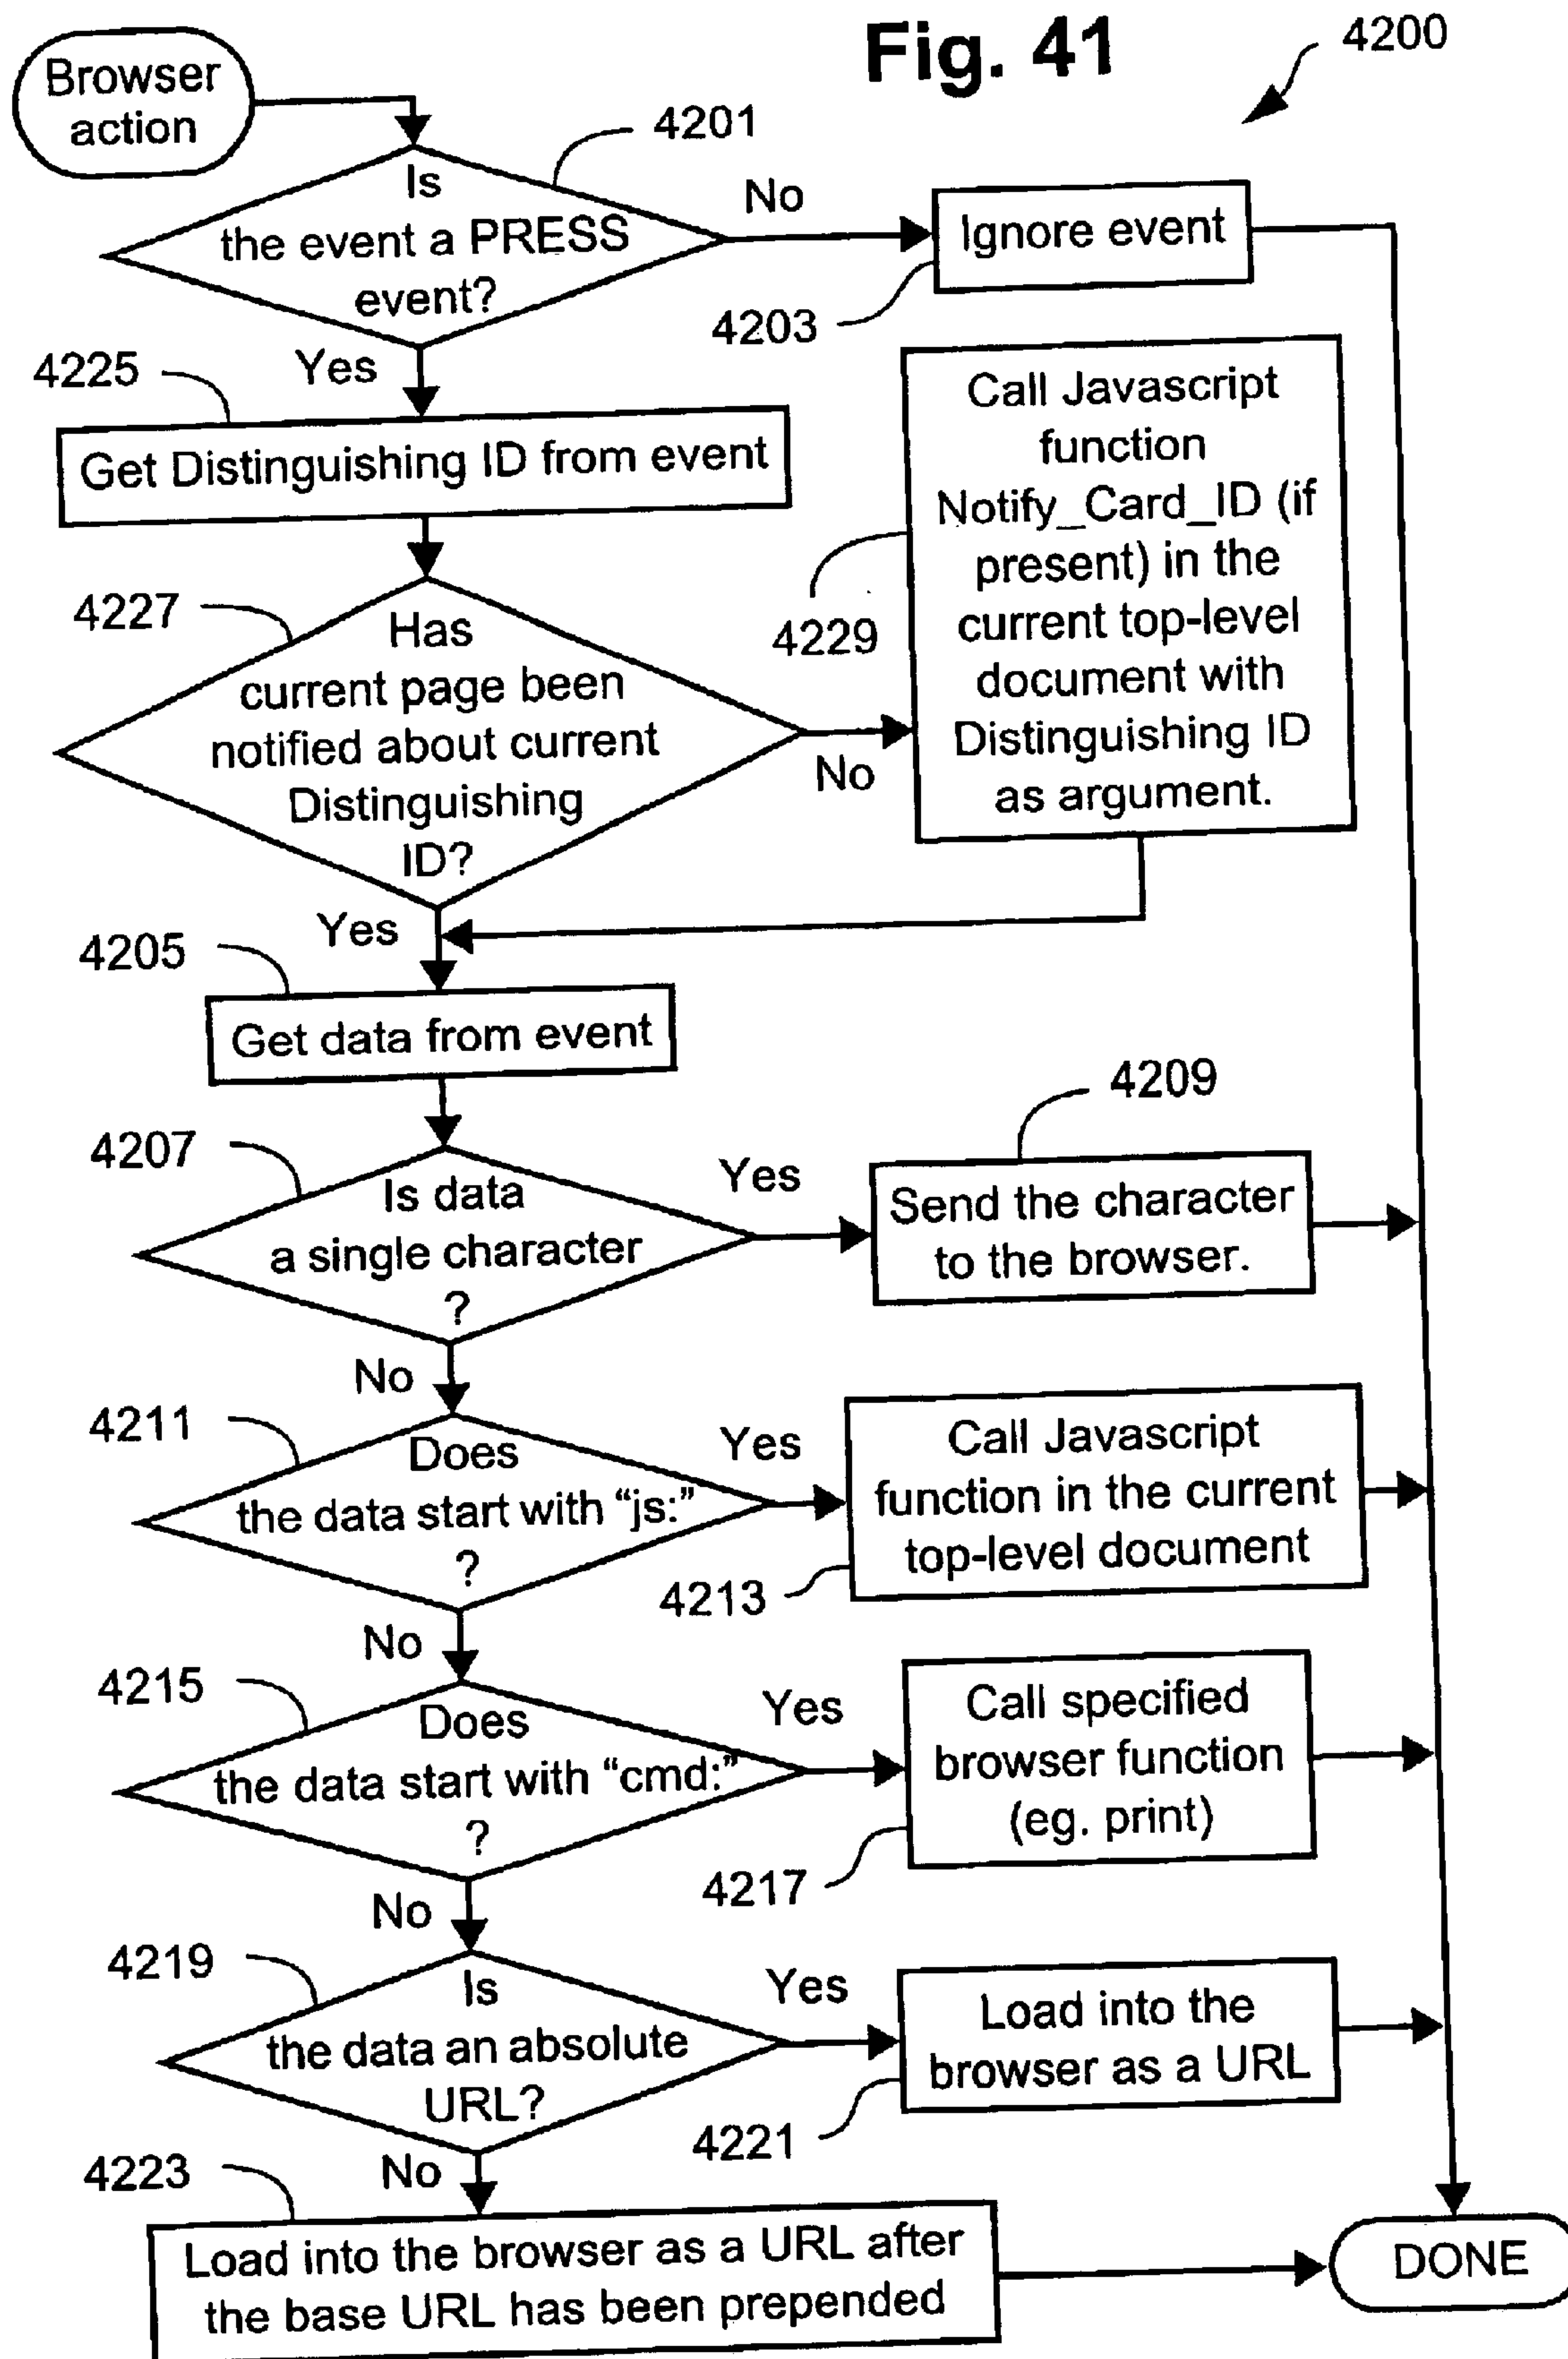 Fig. 41
4200
Browser
action
4201
Is
the event a PRESS
event?
No
Ignore event
4203
Yes
4225
Get Distinguishing ID from event
4227
Has
current page been
notified about current
Distinguishing
ID?
No
4229
Call Javascript
function
Notify_Card_ID (if
present) in the
current top-level
document with
Distinguishing ID
as argument.
Yes
4205
Get data from event
4207
Is data
a single character
?
Yes
4209
Send the character
to the browser.
No
4211
Does
the data start with “js:”
?
Yes
Call Javascript
function in the current
top-level document
4213
No
4215
Does
the data start with “cmd:”
?
Yes
Call specified
browser function
(eg. print)
4217
No
4219
Is
the data an absolute
URL?
Yes
Load into the
browser as a URL
4221
No
4223
Load into the browser as a URL after
the base URL has been prepended
DONE